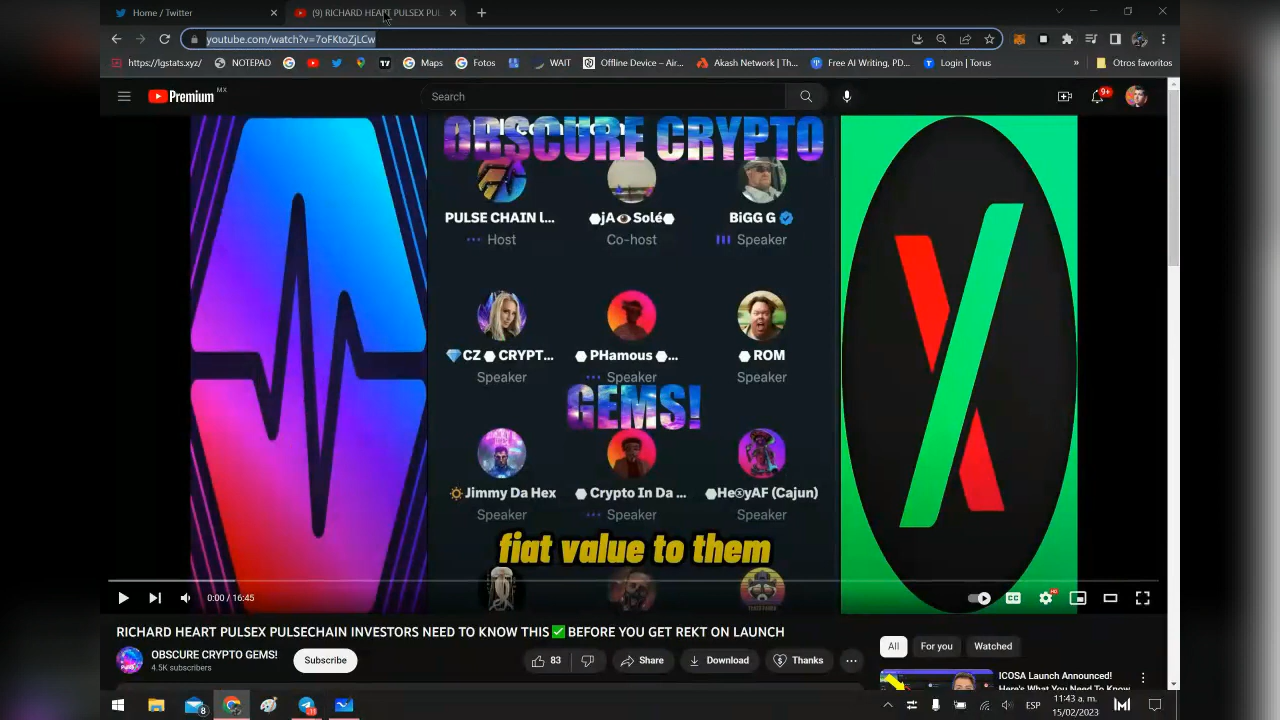 Home / Twitter
(9) RICHARD HEART PULSEX PUL
youtube.com/watch?v=7oFKtoZjLCw
https://lgstats.xyz/
NOTEPAD
Maps
Fotos
WAIT
Offline Device – Air...
Akash Network | Th...
Free AI Writing, PD...
Login | Torus
»
Otros favoritos
Premium MX
Search
9+
OBSCURE CRYPTO
PULSE CHAIN l...
jA Solé
BiGG G
Host
Co-host
Speaker
CZ CRYPT...
PHamous
ROM
Speaker
Speaker
Speaker
GEMS!
Jimmy Da Hex
Crypto In Da ...
He®yAF (Cajun)
Speaker
Speaker
Speaker
fiat value to them
0:00 / 16:45
CC
HD
RICHARD HEART PULSEX PULSECHAIN INVESTORS NEED TO KNOW THIS ✅ BEFORE YOU GET REKT ON LAUNCH
OBSCURE CRYPTO GEMS!
4.5K subscribers
Subscribe
83
Share
Download
Thanks
All
For you
Watched
ICOSA Launch Announced!
Here's What You Need To Know
ESP
11:43 a. m.
15/02/2023